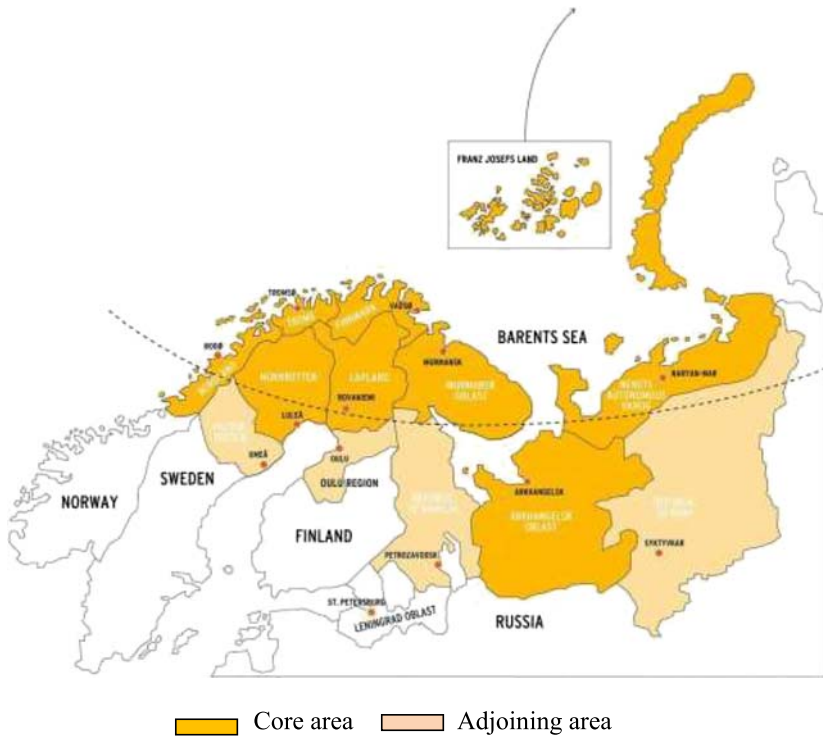 FRANZ JOSEFS LAND
TROMSØ
VADSØ
TROMS
FINNMARK
BARENTS SEA
BODØ
MURMANSK
NARYAN-MAR
NORRBOTTEN
LAPLAND
MURMANSK
OBLAST
NENETS
AUTONOMOUS
ROVANIEMI
LULEÅ
UMEÅ
OULU
SWEDEN
OULU REGION
ARKHANGELSK
NORWAY
ARKHANGELSK
OBLAST
FINLAND
PETROZAVODSK
SYKTYVKAR
ST. PETERSBURG
LENINGRAD OBLAST
RUSSIA
Core area
Adjoining area